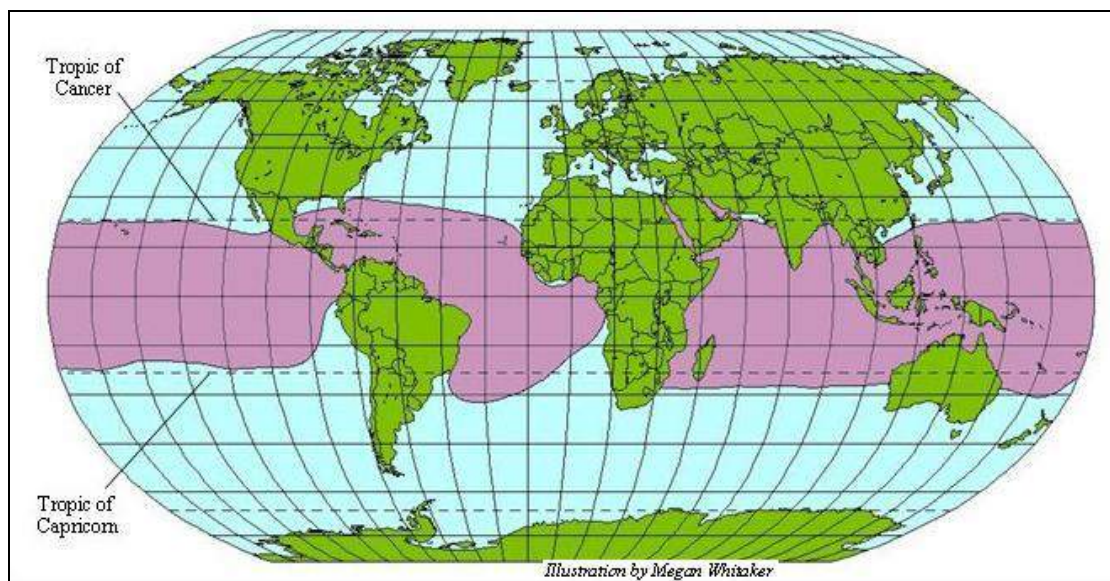 Tropic of
Cancer
Tropic of
Capricorn
Illustration by Megan Whitaker